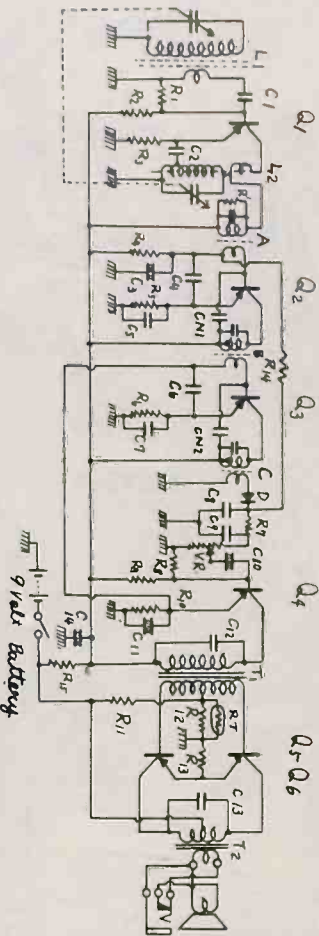 Q1
Q2
Q3
Q4
Q5-Q6
L1
R1
C1
R2
R3
C2
L2
R
A
R4
C3
R5
C4
C5
CN1
R14
C6
R6
C7
CN2
C
D
C8
C9
R7
VR
C10
R8
R9
R10
C11
C12
T1
C14
R15
R11
R12
R13
RT
C13
T2
9 Volt Battery